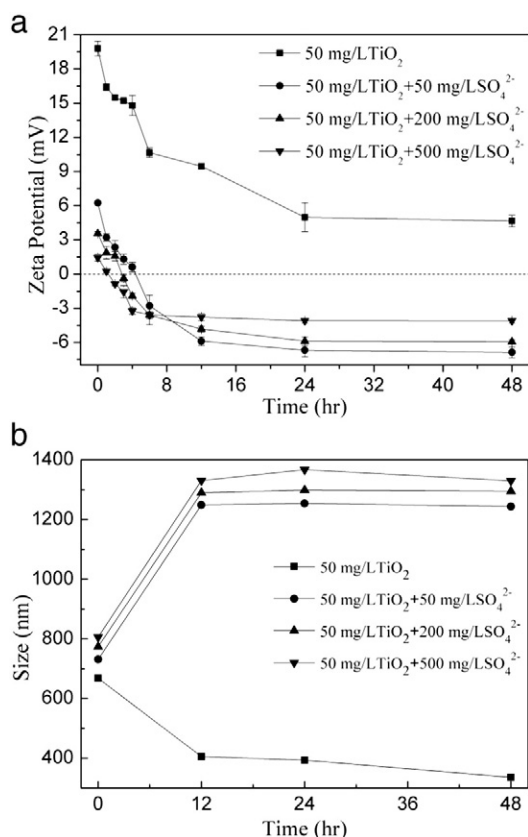 a
21
18
15
12
9
6
3
0
-3
-6
Zeta Potential (mV)
50 mg/LTiO₂
50 mg/LTiO₂+50 mg/LSO₄²⁻
50 mg/LTiO₂+200 mg/LSO₄²⁻
50 mg/LTiO₂+500 mg/LSO₄²⁻
0 8 16 24 32 40 48
Time (hr)
b
1400
1200
1000
800
600
400
Size (nm)
50 mg/LTiO₂
50 mg/LTiO₂+50 mg/LSO₄²⁻
50 mg/LTiO₂+200 mg/LSO₄²⁻
50 mg/LTiO₂+500 mg/LSO₄²⁻
0 12 24 36 48
Time (hr)